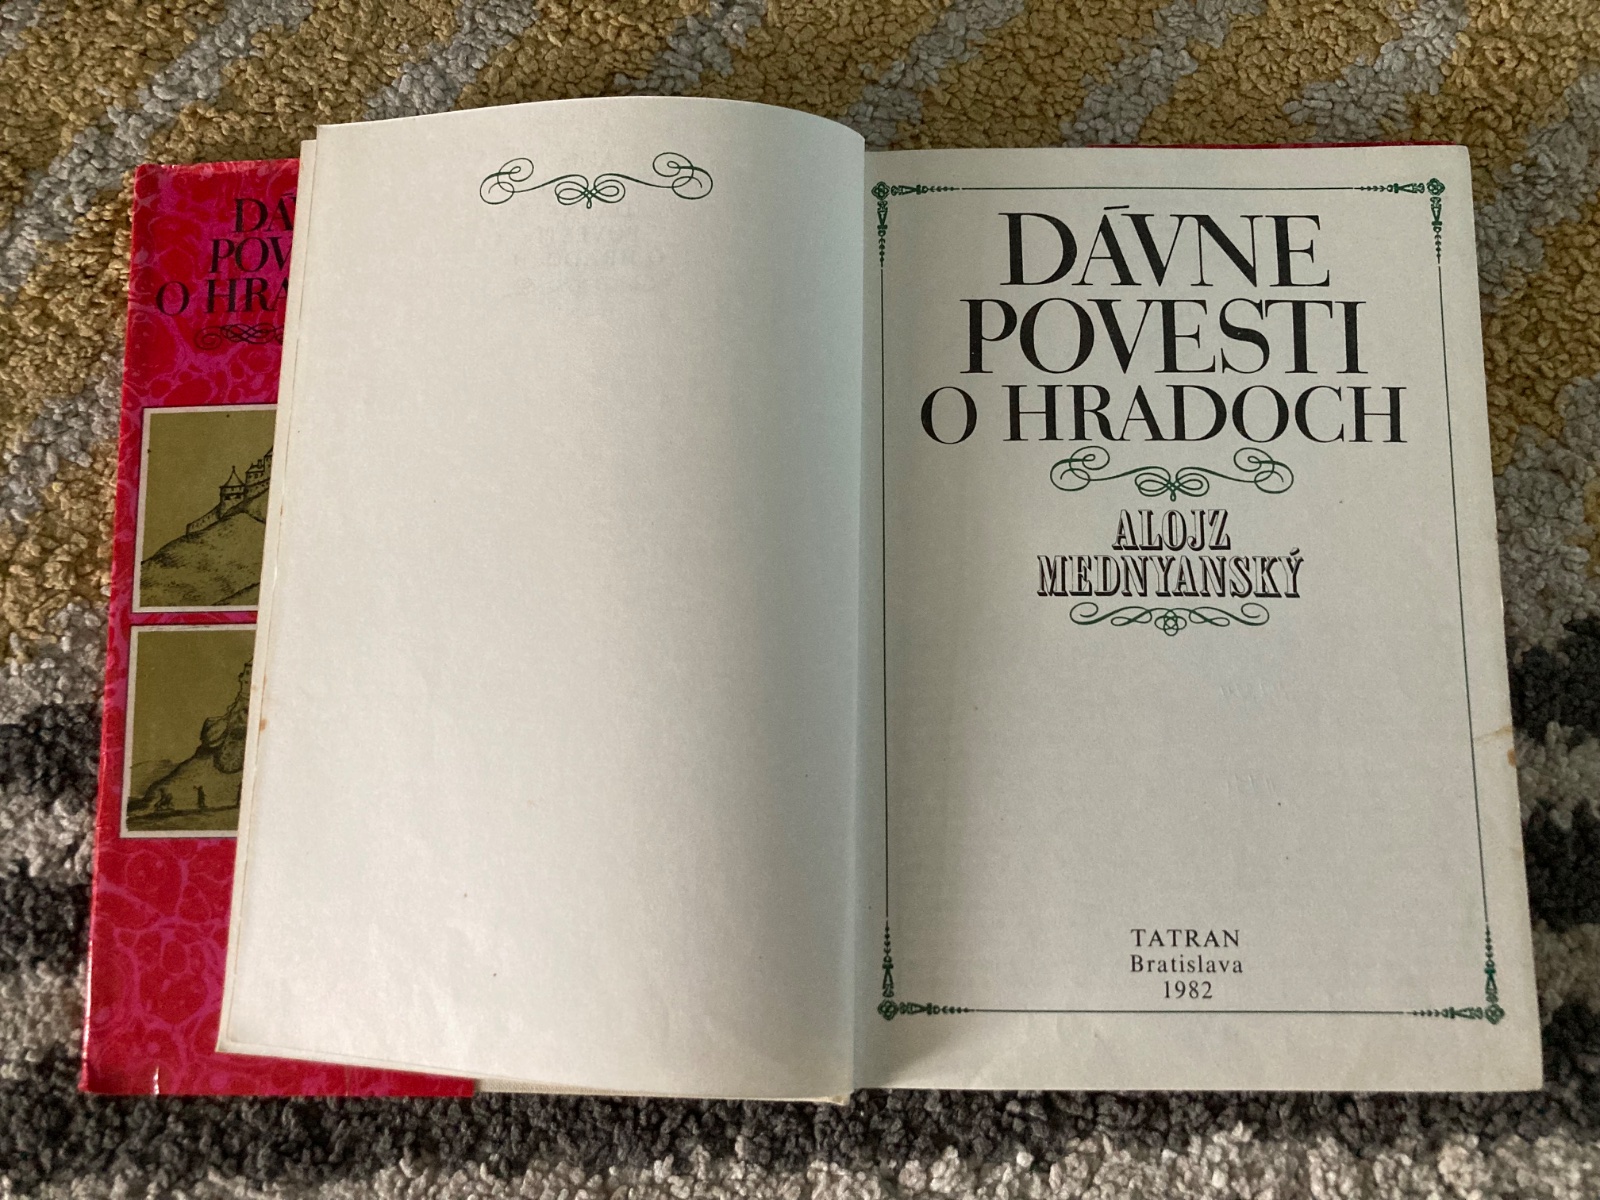 O
DÁVNE
POVESTI
O HRADOCH
ALOJZ
MEDNYANSKÝ
TATRAN
Bratislava
1982